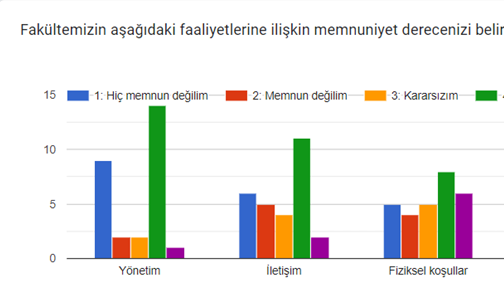 Fakültemizin aşağıdaki faaliyetlerine ilişkin memnuniyet derecenizi
15
1: Hiç memnun değilim 2: Memnun değilim 3: Kararsızım
10
5
0
Yönetim İletişim Fiziksel koşullar